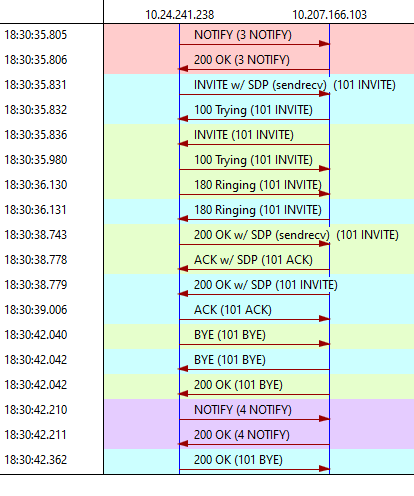 10.24.241.238 10.207.166.103
18:30:35.805 NOTIFY (3 NOTIFY)
18:30:35.806 200 OK (3 NOTIFY)
18:30:35.831 INVITE w/ SDP (sendrecv) (101 INVITE)
18:30:35.832 100 Trying (101 INVITE)
18:30:35.836 INVITE (101 INVITE)
18:30:35.980 100 Trying (101 INVITE)
18:30:36.130 180 Ringing (101 INVITE)
18:30:36.131 180 Ringing (101 INVITE)
18:30:38.743 200 OK w/ SDP (sendrecv) (101 INVITE)
18:30:38.778 ACK w/ SDP (101 ACK)
18:30:38.779 200 OK w/ SDP (101 INVITE)
18:30:39.006 ACK (101 ACK)
18:30:42.040 BYE (101 BYE)
18:30:42.042 BYE (101 BYE)
18:30:42.042 200 OK (101 BYE)
18:30:42.210 NOTIFY (4 NOTIFY)
18:30:42.211 200 OK (4 NOTIFY)
18:30:42.362 200 OK (101 BYE)